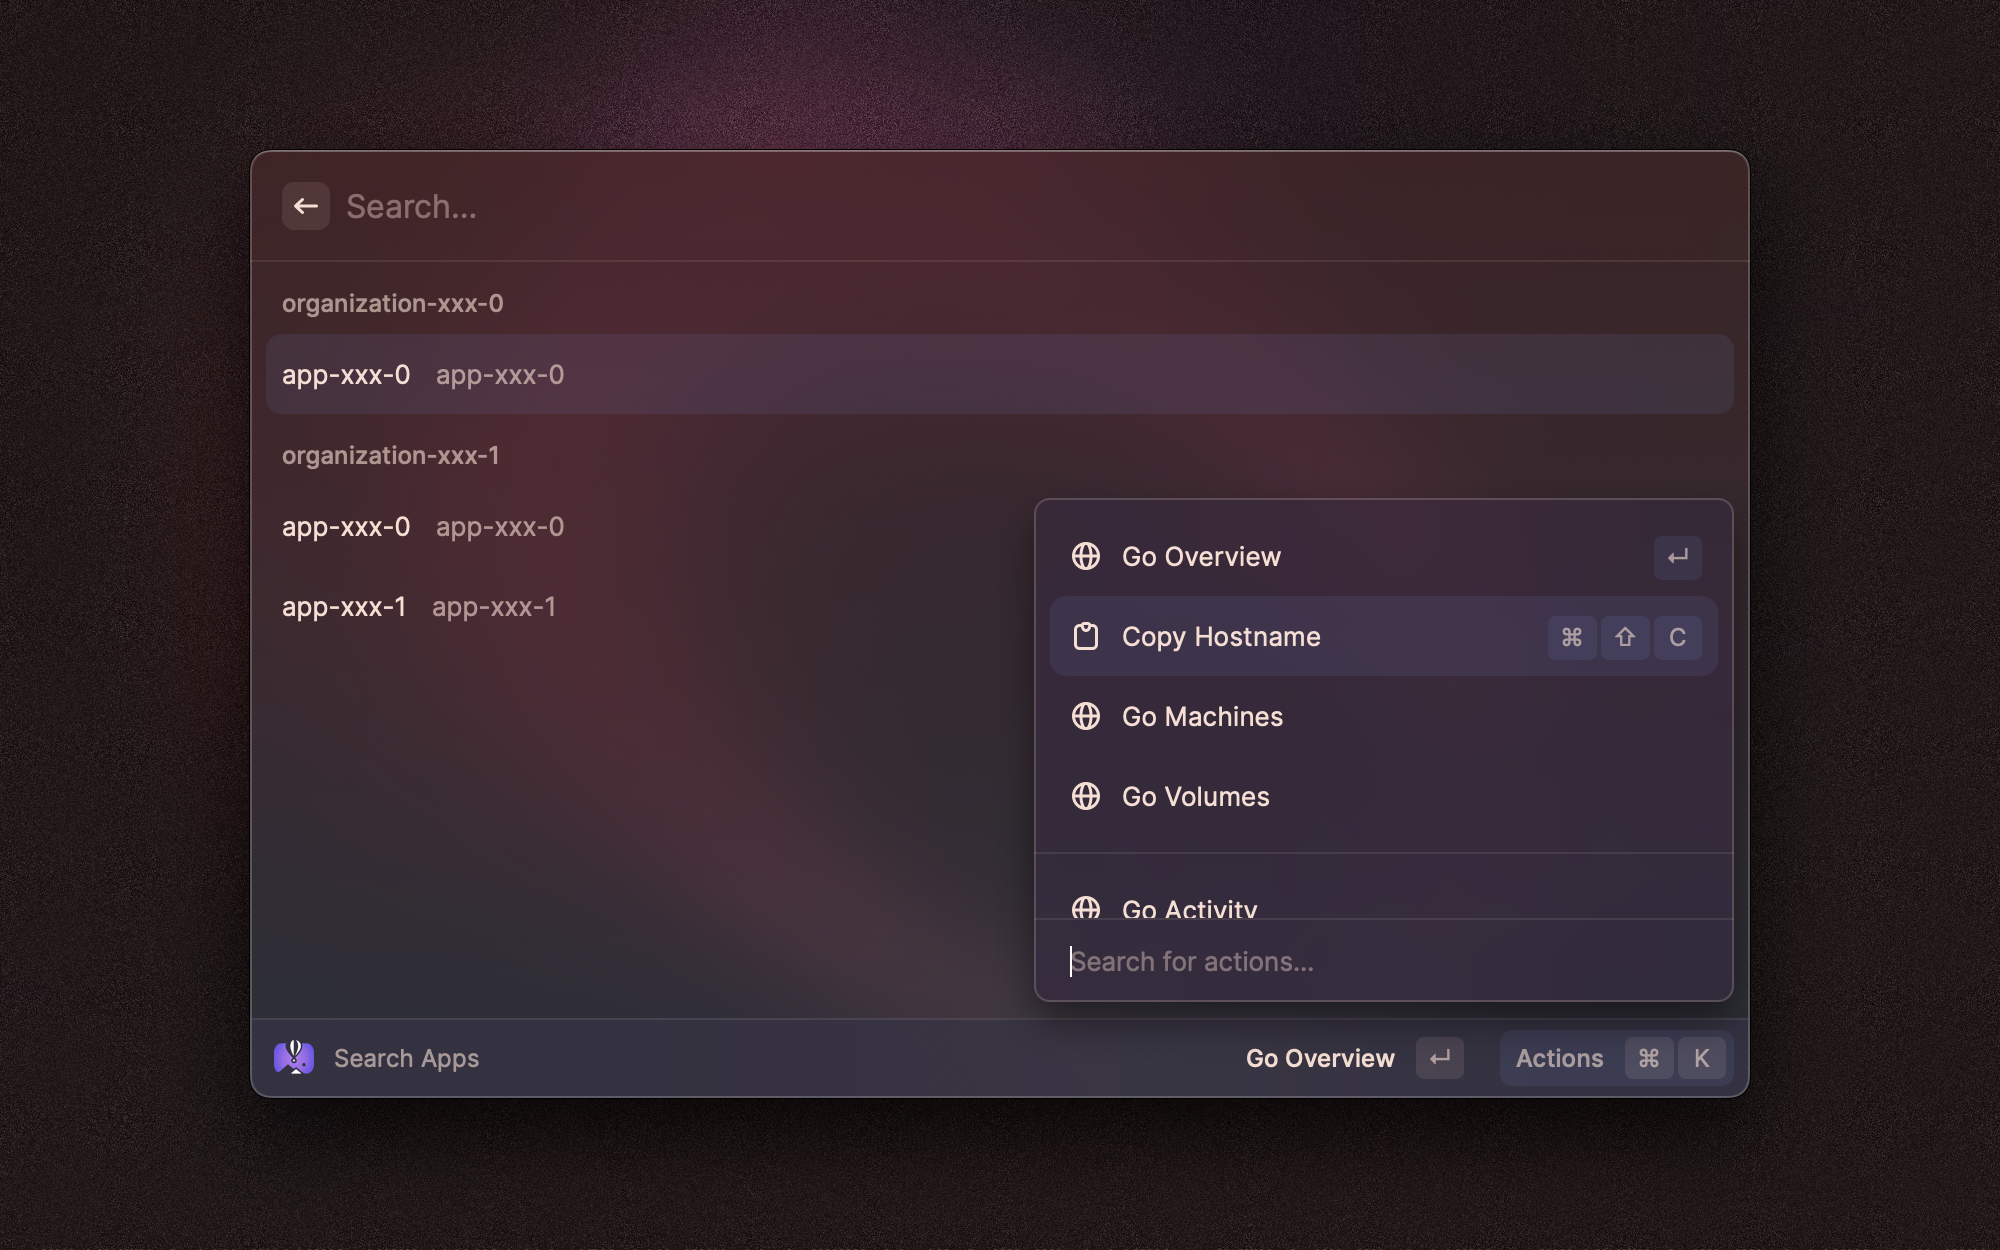 Search...
organization-xxx-0
app-xxx-0 app-xxx-0
organization-xxx-1
app-xxx-0 app-xxx-0
app-xxx-1 app-xxx-1
Go Overview ↵
Copy Hostname ⌘ ⇧ C
Go Machines
Go Volumes
Go Activity
Search for actions...
Search Apps Go Overview ↵ Actions ⌘ K